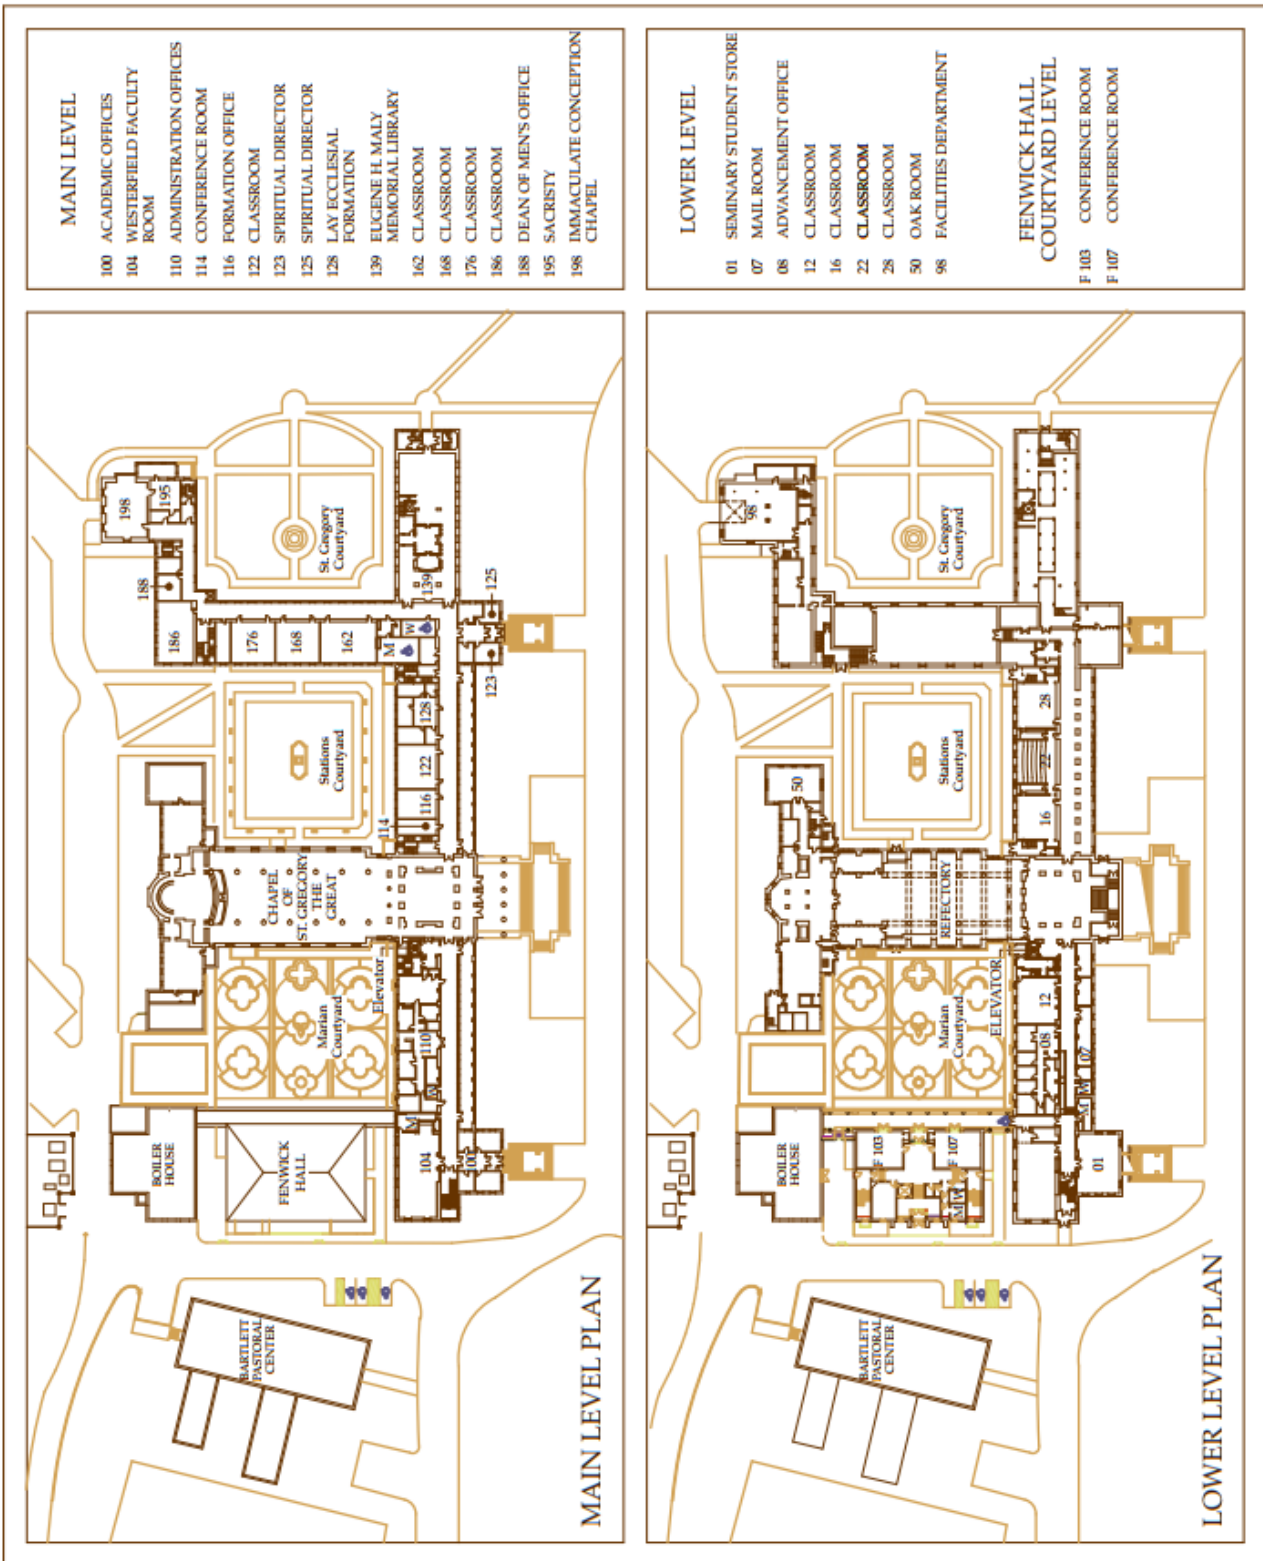 MAIN LEVEL
100 ACADEMIC OFFICES
104 WESTERFIELD FACULTY
ROOM
110 ADMINISTRATION OFFICES
114 CONFERENCE ROOM
116 FORMATION OFFICE
122 CLASSROOM
123 SPIRITUAL DIRECTOR
125 SPIRITUAL DIRECTOR
128 LAY ECCLESIAL
FORMATION
139 EUGENE H. MALY
MEMORIAL LIBRARY
162 CLASSROOM
168 CLASSROOM
176 CLASSROOM
186 CLASSROOM
188 DEAN OF MEN'S OFFICE
195 SACRISTY
198 IMMACULATE CONCEPTION
CHAPEL
LOWER LEVEL
01 SEMINARY STUDENT STORE
07 MAIL ROOM
08 ADVANCEMENT OFFICE
12 CLASSROOM
16 CLASSROOM
22 CLASSROOM
28 CLASSROOM
50 OAK ROOM
98 FACILITIES DEPARTMENT
FENWICK HALL
COURTYARD LEVEL
F 103 CONFERENCE ROOM
F 107 CONFERENCE ROOM
198
195
188
186
176
168
162
M
W
139
125
123
128
122
116
114
St. Gregory
Courtyard
Stations
Courtyard
CHAPEL
OF
ST. GREGORY
THE
GREAT
Elevator
Marian
Courtyard
110
W
M
104
100
BOILER
HOUSE
FENWICK
HALL
BARTLETT
PASTORAL
CENTER
MAIN LEVEL PLAN
98
St. Gregory
Courtyard
28
22
16
50
Stations
Courtyard
REFECTORY
ELEVATOR
Marian
Courtyard
12
08
07
W
M
01
BOILER
HOUSE
F 103
F 107
W
M
BARTLETT
PASTORAL
CENTER
LOWER LEVEL PLAN